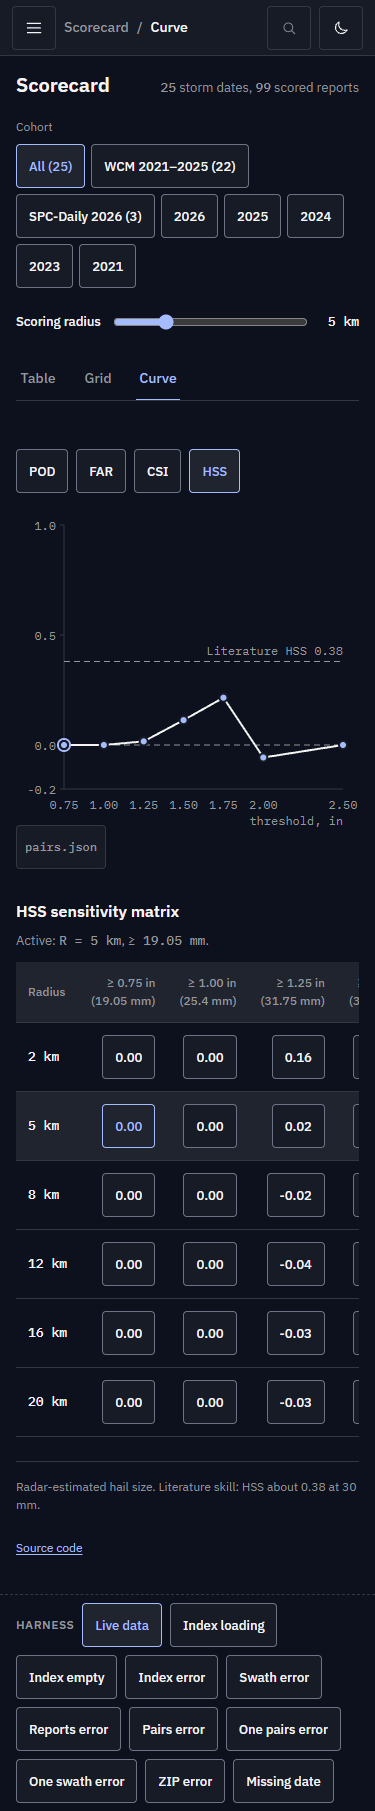 Scorecard / Curve
Scorecard
25 storm dates, 99 scored reports
Cohort
All (25)
WCM 2021–2025 (22)
SPC-Daily 2026 (3)
2026
2025
2024
2023
2021
Scoring radius
5 km
Table
Grid
Curve
POD
FAR
CSI
HSS
1.0
0.5
Literature HSS 0.38
0.0
-0.2
0.75 1.00 1.25 1.50 1.75 2.00 2.50
threshold, in
pairs.json
HSS sensitivity matrix
Active: R = 5 km, ≥ 19.05 mm.
Radius
≥ 0.75 in
(19.05 mm)
≥ 1.00 in
(25.4 mm)
≥ 1.25 in
(31.75 mm)
2 km 0.00 0.00 0.16
5 km 0.00 0.00 0.02
8 km 0.00 0.00 -0.02
12 km 0.00 0.00 -0.04
16 km 0.00 0.00 -0.03
20 km 0.00 0.00 -0.03
Radar-estimated hail size. Literature skill: HSS about 0.38 at 30
mm.
Source code
HARNESS
Live data
Index loading
Index empty
Index error
Swath error
Reports error
Pairs error
One pairs error
One swath error
ZIP error
Missing date